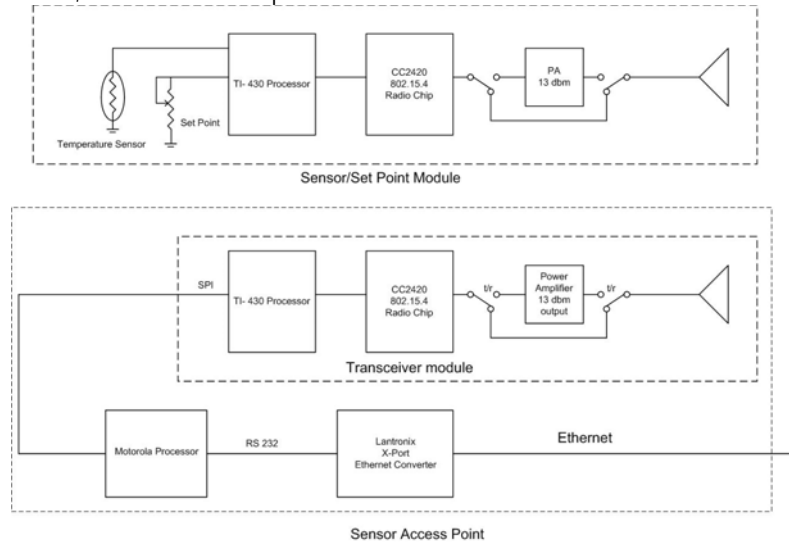 TI- 430 Processor
CC2420
802.15.4
Radio Chip
PA
13 dbm
Set Point
Temperature Sensor
Sensor/Set Point Module
SPI
TI- 430 Processor
CC2420
802.15.4
Radio Chip
t/r
Power
Amplifier
13 dbm
output
t/r
Transceiver module
Motorola Processor
RS 232
Lantronix
X-Port
Ethernet Converter
Ethernet
Sensor Access Point